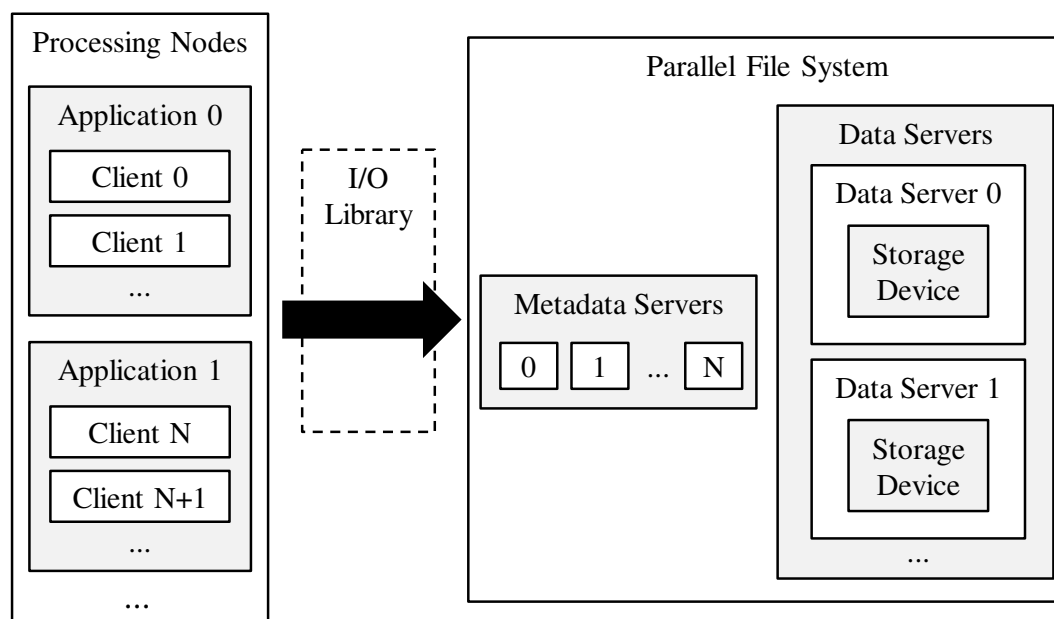 Processing Nodes
Application 0
Client 0
Client 1
...
Application 1
Client N
Client N+1
...
...
I/O
Library
Parallel File System
Metadata Servers
0 1 ... N
Data Servers
Data Server 0
Storage
Device
Data Server 1
Storage
Device
...